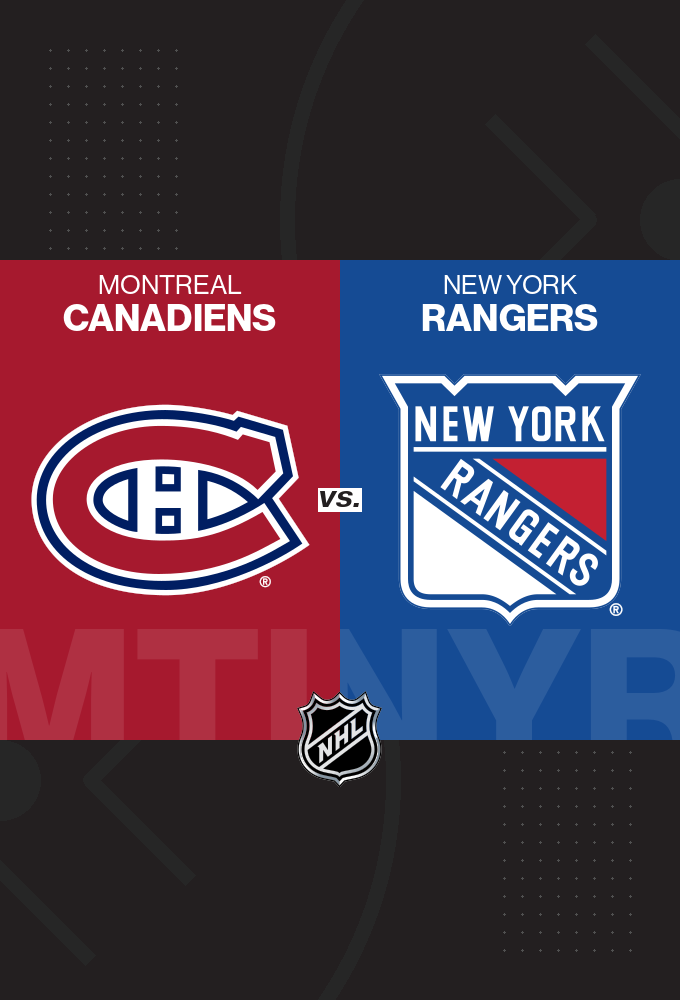 MONTREAL
CANADIENS
NEW YORK
RANGERS
NEW YORK
RANGERS
C
H
vs.
®
®
MTL
NYR
NHL